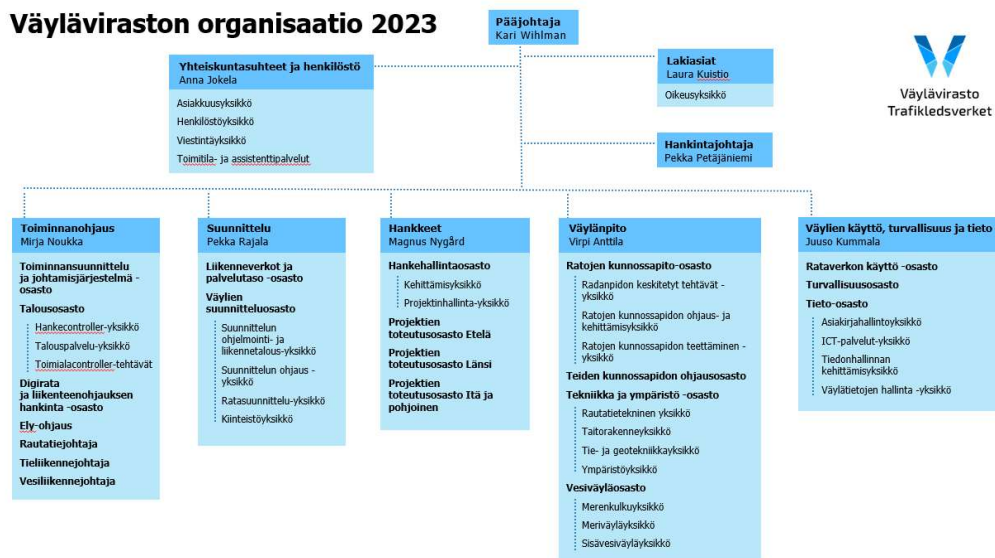 Väyläviraston organisaatio 2023
Pääjohtaja
Kari Wihlman
Yhteiskuntasuhteet ja henkilöstö
Anna Jokela
Asiakkuusyksikkö
Henkilöstöyksikkö
Viestintäyksikkö
Toimitila- ja assistenttipalvelut
Lakiasiat
Laura Kuistio
Oikeusyksikkö
Hankintajohtaja
Pekka Petäjäniemi
Väylävirasto
Trafikledsverket
Toiminnanohjaus
Mirja Noukka
Toiminnansuunnittelu
ja johtamisjärjestelmä -
osasto
Talousosasto
Hankecontroller-yksikkö
Talouspalvelu-yksikkö
Toimialacontroller-tehtävät
Digirata
ja liikenteenohjauksen
hankinta -osasto
Ely-ohjaus
Rautatiejohtaja
Tieliikennejohtaja
Vesiliikennejohtaja
Suunnittelu
Pekka Rajala
Liikenneverkot ja
palvelutaso -osasto
Väylien
suunnitteluosasto
Suunnittelun
ohjelmointi- ja
liikennetalous-yksikkö
Suunnittelun ohjaus -
yksikkö
Ratasuunnittelu-yksikkö
Kiinteistöyksikkö
Hankkeet
Magnus Nygård
Hankehallintaosasto
Kehittämisyksikkö
Projektinhallinta-yksikkö
Projektien
toteutusosasto Etelä
Projektien
toteutusosasto Länsi
Projektien
toteutusosasto Itä ja
pohjoinen
Väylänpito
Virpi Anttila
Ratojen kunnossapito-osasto
Radanpidon keskitetyt tehtävät -
yksikkö
Ratojen kunnossapidon ohjaus- ja
kehittämisyksikkö
Ratojen kunnossapidon teettäminen -
yksikkö
Teiden kunnossapidon ohjausosasto
Tekniikka ja ympäristö -osasto
Rautatietekninen yksikkö
Taitorakenneyksikkö
Tie- ja geotekniikkayksikkö
Ympäristöyksikkö
Vesiväyläosasto
Merenkulkuyksikkö
Meriväyläyksikkö
Sisävesiväyläyksikkö
Väylien käyttö, turvallisuus ja tieto
Juuso Kummala
Rataverkon käyttö -osasto
Turvallisuusosasto
Tieto-osasto
Asiakirjahallintoyksikkö
ICT-palvelut-yksikkö
Tiedonhallinnan
kehittämisyksikkö
Väylätietojen hallinta -yksikkö